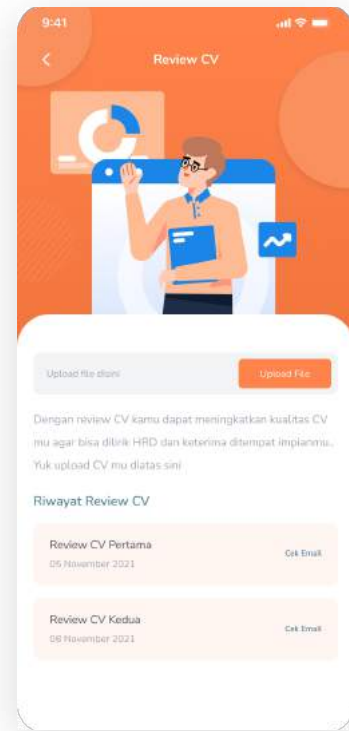 9:41
Review CV
Upload file disini
Upload File
Dengan review CV kamu dapat meningkatkan kualitas CV
mu agar bisa dilirik HRD dan keterima ditempat impianmu..
Yuk upload CV mu diatas sini
Riwayat Review CV
Review CV Pertama
Cek Email
05 November 2021
Review CV Kedua
Cek Email
08 November 2021